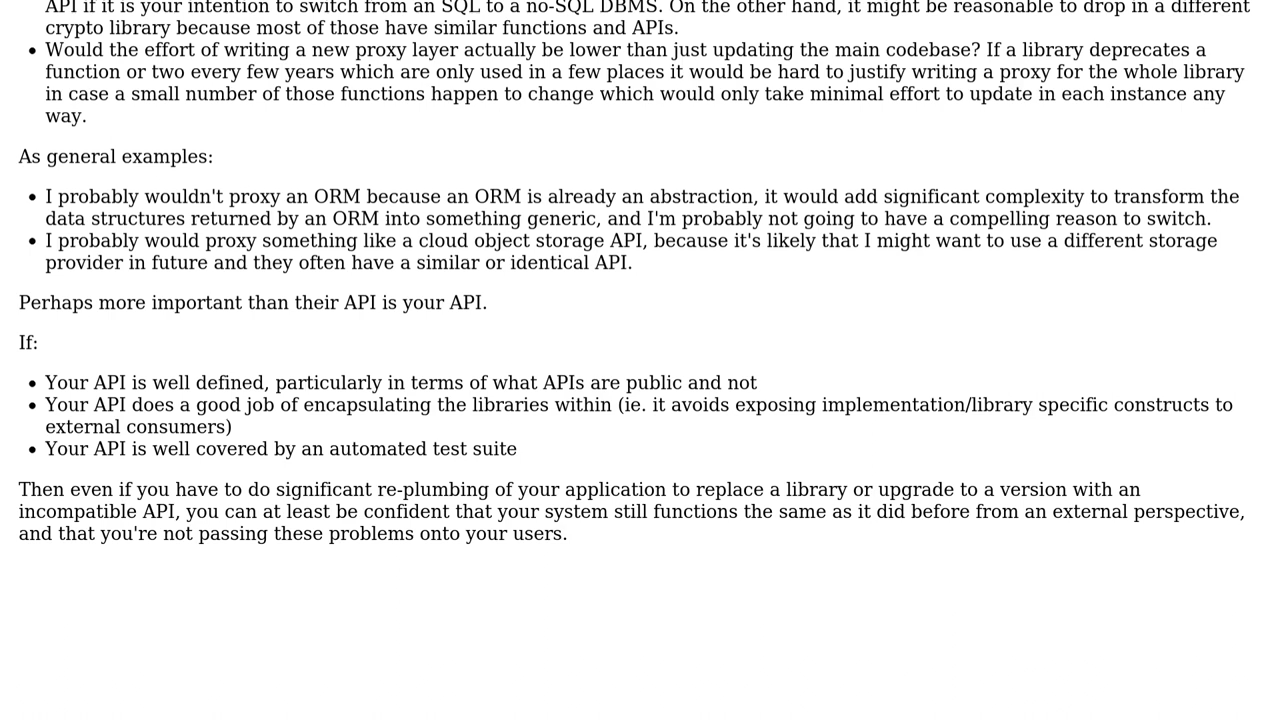 API if it is your intention to switch from an SQL to a no-SQL DBMS. On the other hand, it might be reasonable to drop in a different
crypto library because most of those have similar functions and APIs.
• Would the effort of writing a new proxy layer actually be lower than just updating the main codebase? If a library deprecates a
function or two every few years which are only used in a few places it would be hard to justify writing a proxy for the whole library
in case a small number of those functions happen to change which would only take minimal effort to update in each instance any
way.
As general examples:
• I probably wouldn't proxy an ORM because an ORM is already an abstraction, it would add significant complexity to transform the
data structures returned by an ORM into something generic, and I'm probably not going to have a compelling reason to switch.
• I probably would proxy something like a cloud object storage API, because it's likely that I might want to use a different storage
provider in future and they often have a similar or identical API.
Perhaps more important than their API is your API.
If:
• Your API is well defined, particularly in terms of what APIs are public and not
• Your API does a good job of encapsulating the libraries within (ie. it avoids exposing implementation/library specific constructs to
external consumers)
• Your API is well covered by an automated test suite
Then even if you have to do significant re-plumbing of your application to replace a library or upgrade to a version with an
incompatible API, you can at least be confident that your system still functions the same as it did before from an external perspective,
and that you're not passing these problems onto your users.